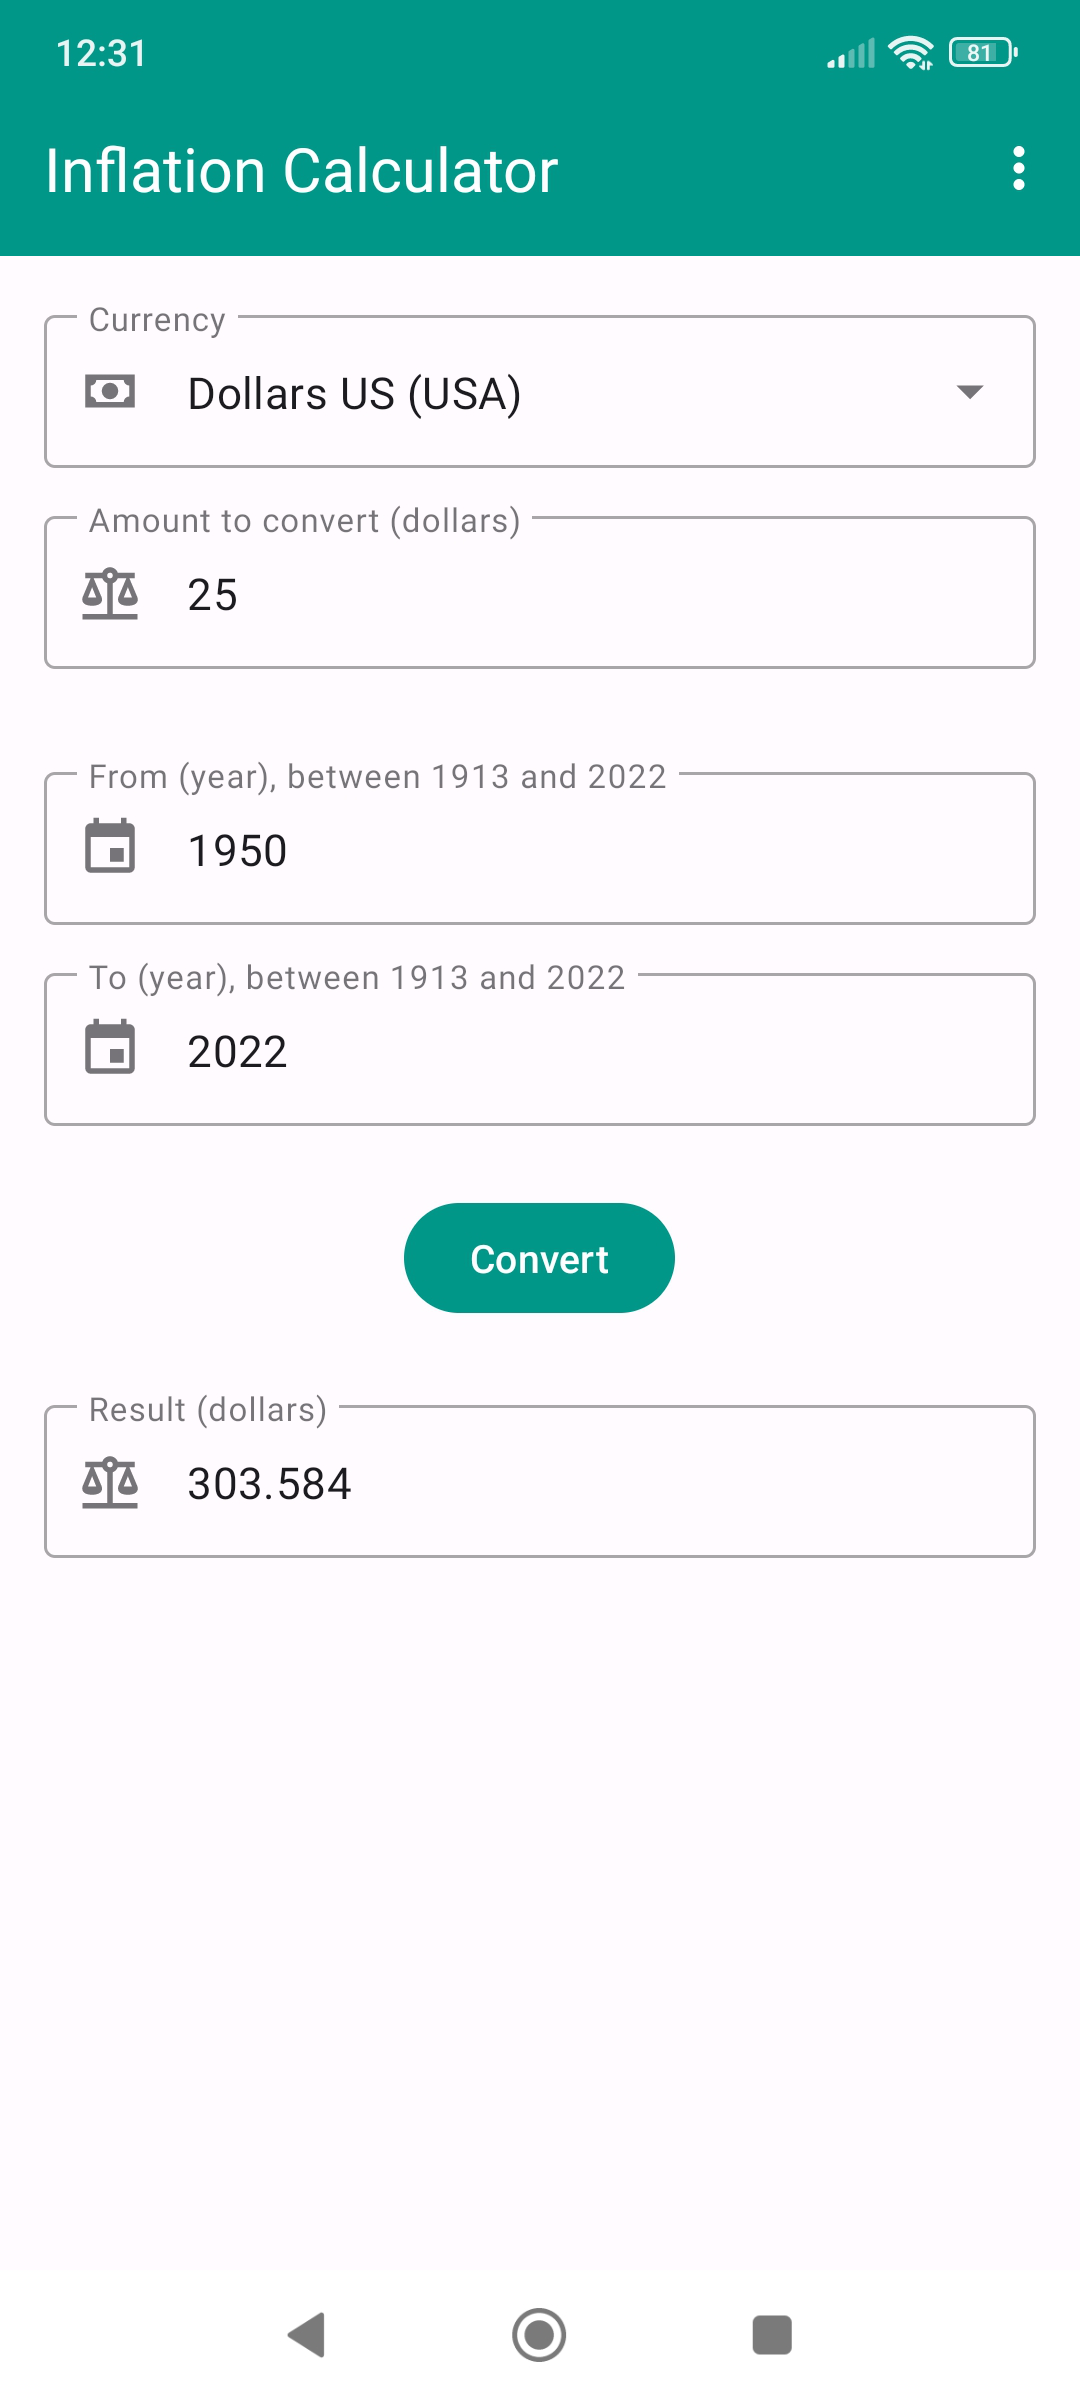 12:31
81
Inflation Calculator
Currency
Dollars US (USA)
Amount to convert (dollars)
25
From (year), between 1913 and 2022
1950
To (year), between 1913 and 2022
2022
Convert
Result (dollars)
303.584